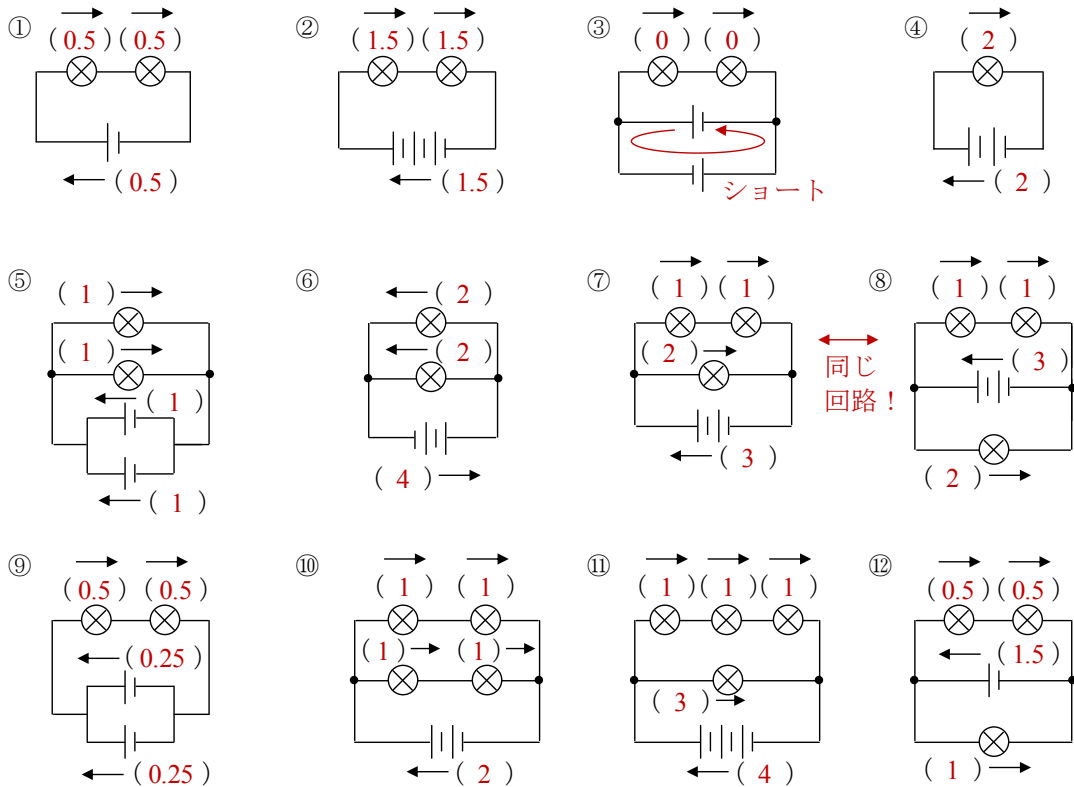 ① (0.5) (0.5)
(0.5)
② (1.5) (1.5)
(1.5)
③ (0) (0)
ショート
④ (2)
(2)
⑤ (1)
(1)
(1)
(1)
⑥ (2)
(2)
(4)
⑦ (1) (1)
(2)
(3)
同じ
回路！
⑧ (1) (1)
(3)
(2)
⑨ (0.5) (0.5)
(0.25)
(0.25)
⑩ (1) (1)
(1) (1)
(2)
⑪ (1) (1) (1)
(3)
(4)
⑫ (0.5) (0.5)
(1.5)
(1)